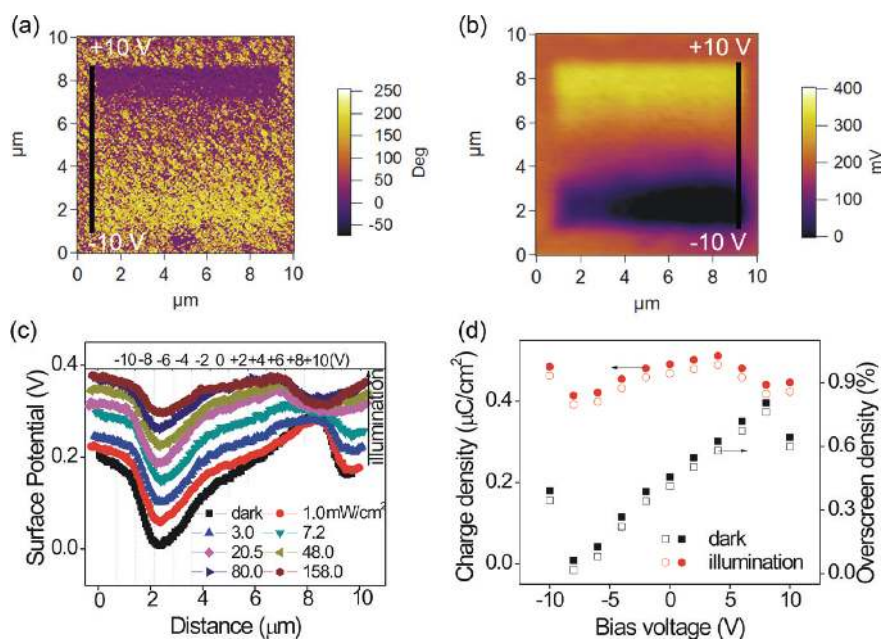 (a)
+10 V
-10 V
10
8
6
4
2
0
µm
0 2 4 6 8 10
µm
250
200
150
100
50
0
-50
Deg
(b)
+10 V
-10 V
10
8
6
4
2
0
µm
0 2 4 6 8 10
µm
400
300
200
100
0
mV
(c)
-10 -8 -6 -4 -2 0 +2 +4 +6 +8 +10(V)
0.4
0.2
0.0
Surface Potential (V)
illumination
dark 1.0mW/cm²
3.0 7.2
20.5 48.0
80.0 158.0
0 2 4 6 8 10
Distance (µm)
(d)
0.4
0.2
0.0
Charge density (µC/cm²)
0.9
0.6
0.3
0.0
Overscreen density (%)
dark
illumination
-10 -5 0 5 10
Bias voltage (V)